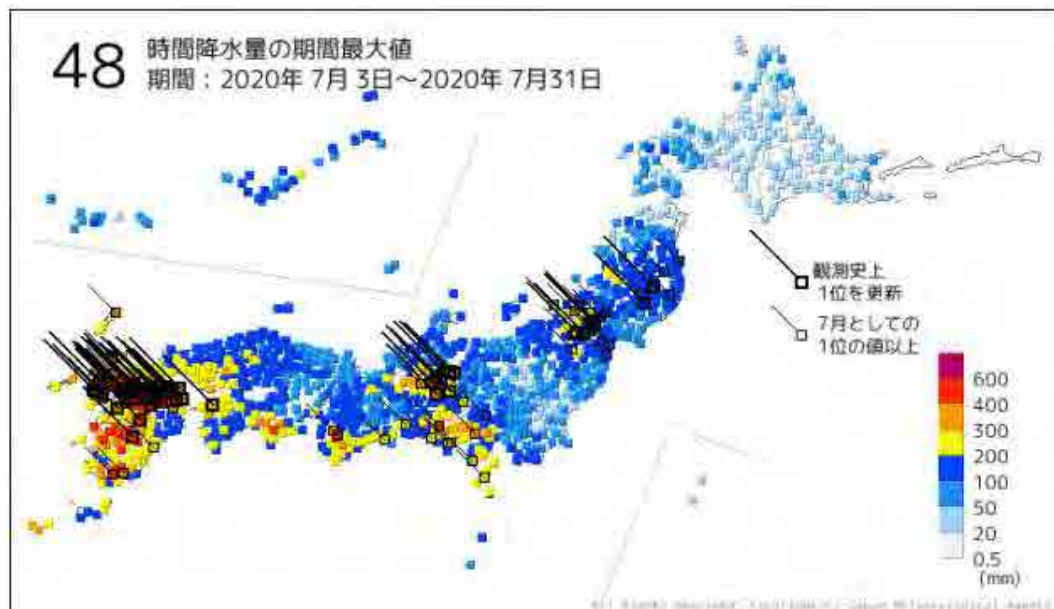 48 時間降水量の期間最大値
期間：2020年 7月 3日～2020年 7月31日
観測史上
1位を更新
7月としての
1位の値以上
600
400
300
200
100
50
20
0.5
(mm)